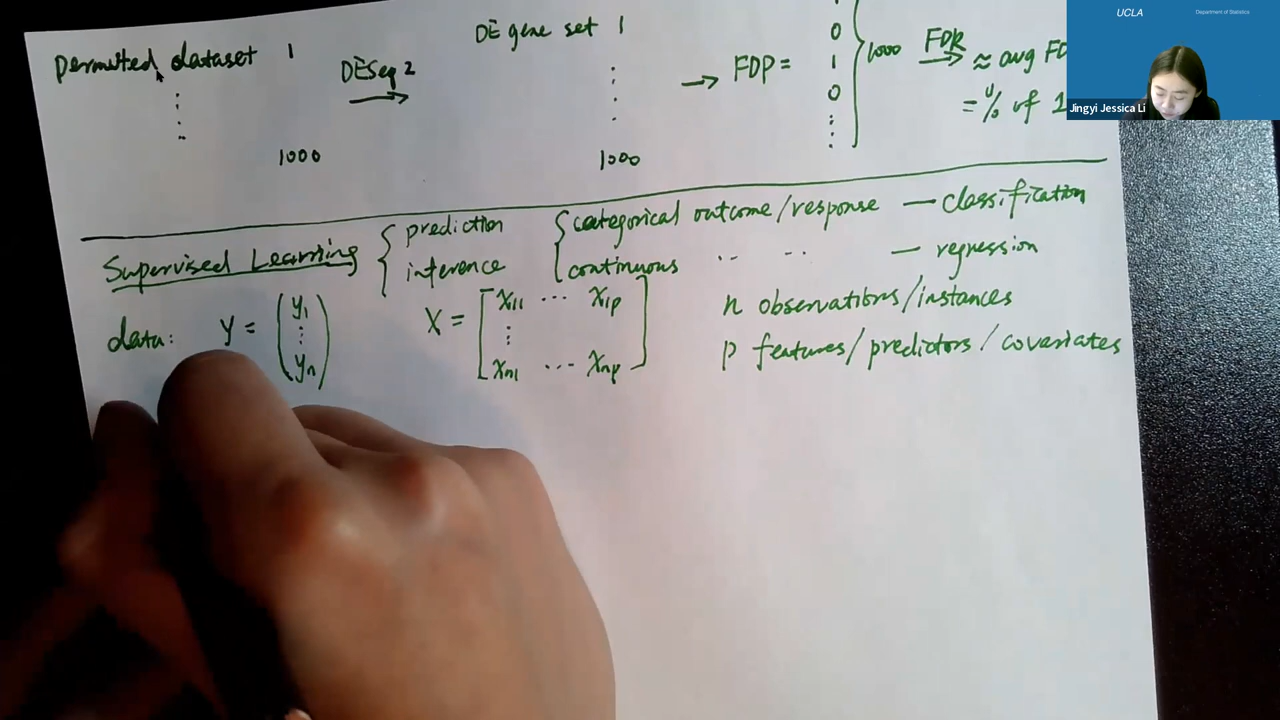 UCLA Department of Statistics
Jingyi Jessica Li
permuted dataset 1 DESeq2 → DE gene set 1 → FDP = 0 1 0 } 1000 FDR → ≈ avg FD
= % of 1
1000 1000
Supervised Learning { prediction { categorical outcome/response — classification
inference continuous .. .. — regression
data: Y = (y1 ⋮ yn) X = [x11 ... x1p ⋮ xn1 ... xnp] n observations/instances
p features/predictors/covariates